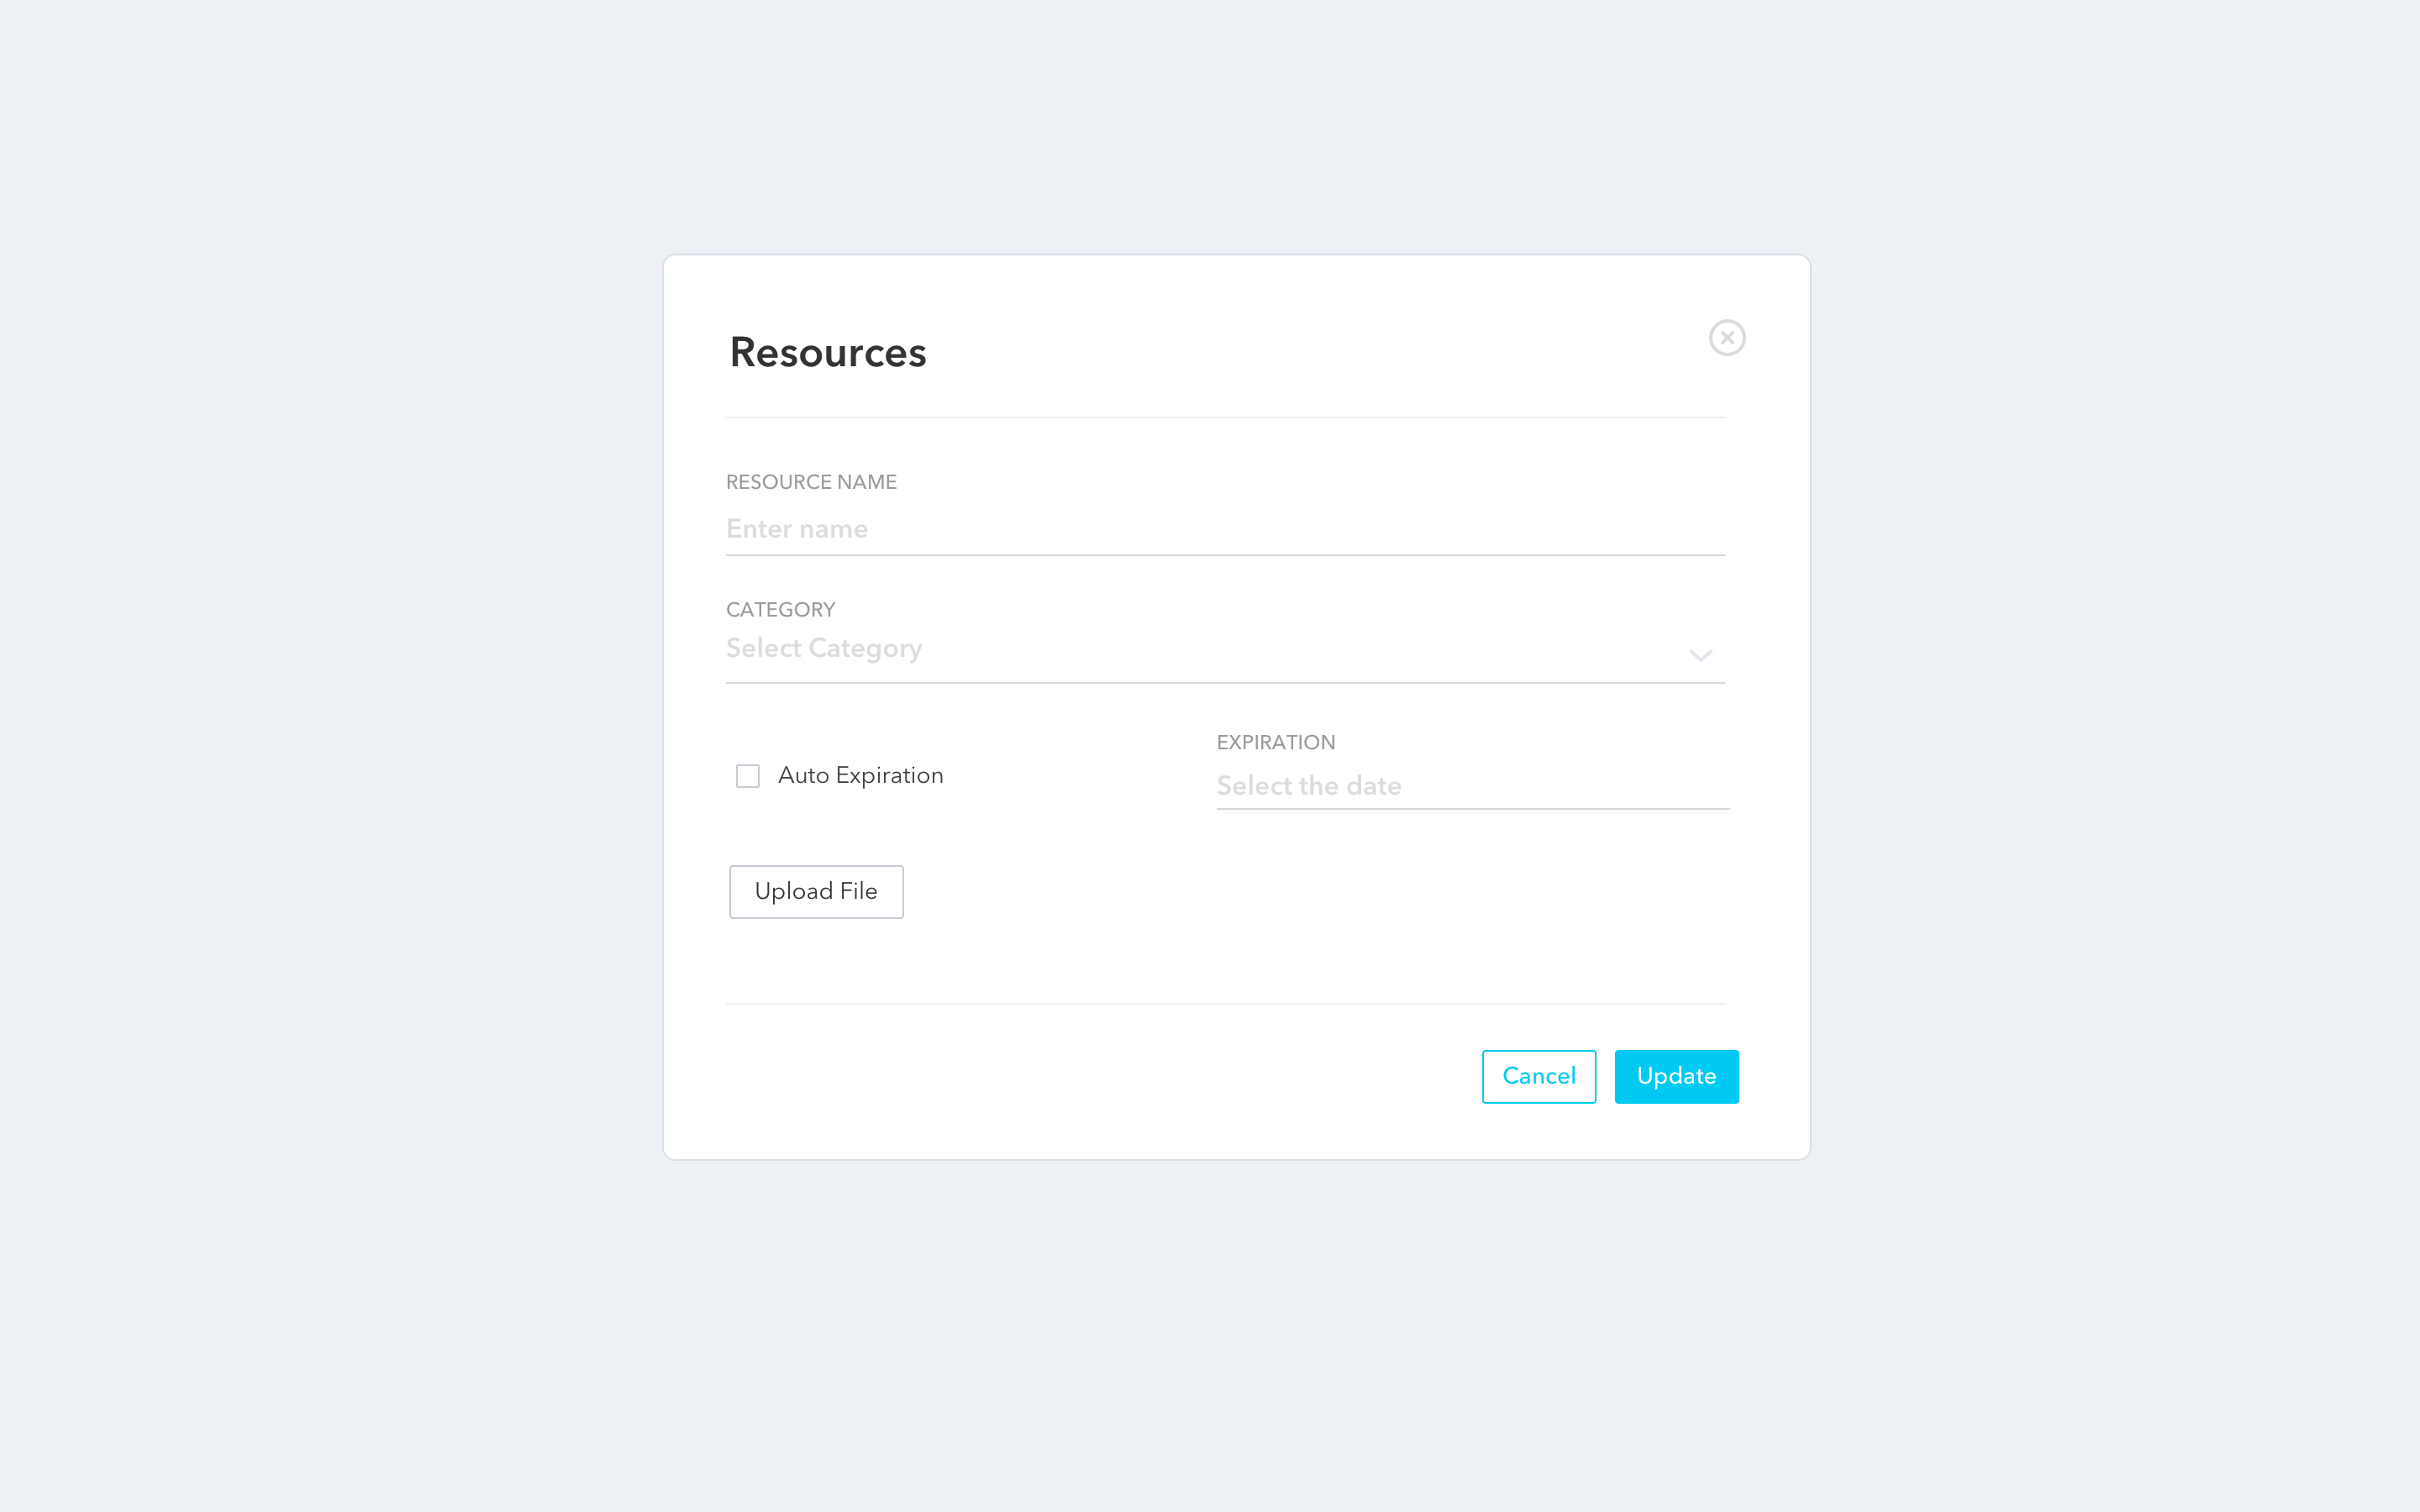 Resources
RESOURCE NAME
Enter name
CATEGORY
Select Category
Auto Expiration
EXPIRATION
Select the date
Upload File
Cancel
Update